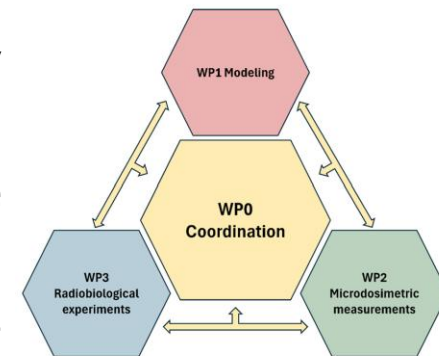 WP1 Modeling
WP0
Coordination
WP3
Radiobiological
experiments
WP2
Microdosimetric
measurements